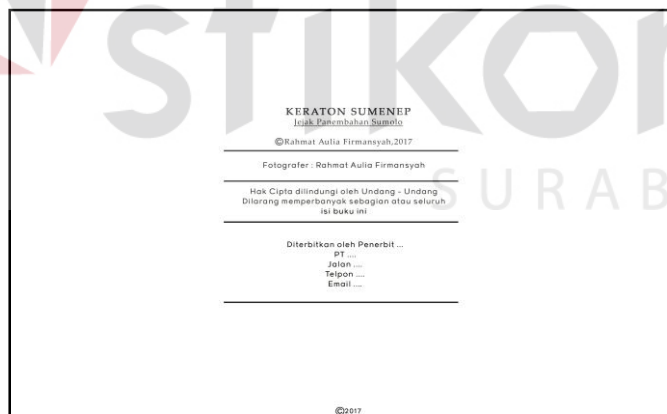 stikom
SURABAYA
KERATON SUMENEP
Jejak Panembahan Sumolo
©Rahmat Aulia Firmansyah,2017
Fotografer : Rahmat Aulia Firmansyah
Hak Cipta dilindungi oleh Undang - Undang
Dilarang memperbanyak sebagian atau seluruh
isi buku ini
Diterbitkan oleh Penerbit ...
PT ....
Jalan ....
Telpon ....
Email ....
©2017